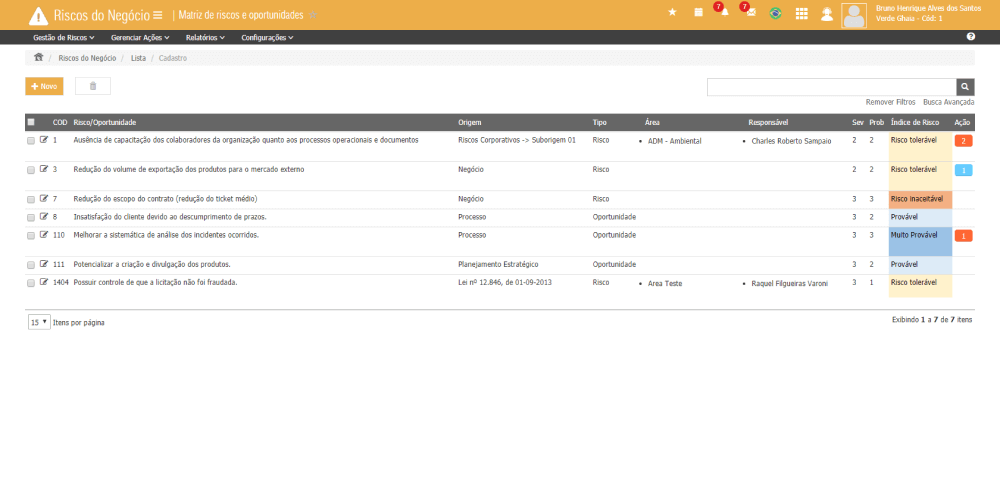 Riscos do Negócio Matriz de riscos e oportunidades 7 7 Bruno Henrique Alves dos Santos
Verde Ghaia - Cód: 1
Gestão de Riscos Gerenciar Ações Relatórios Configurações ?
/ Riscos do Negócio / Lista / Cadastro
+ Novo
Remover Filtros Busca Avançada
COD Risco/Oportunidade Origem Tipo Área Responsável Sev Prob Índice de Risco Ação
1 Ausência de capacitação dos colaboradores da organização quanto aos processos operacionais e documentos Riscos Corporativos -> Suborigem 01 Risco • ADM - Ambiental • Charles Roberto Sampaio 2 2 Risco tolerável 2
3 Redução do volume de exportação dos produtos para o mercado externo Negócio Risco 2 2 Risco tolerável 1
7 Redução do escopo do contrato (redução do ticket médio) Negócio Risco 3 3 Risco Inaceitável
8 Insatisfação do cliente devido ao descumprimento de prazos. Processo Oportunidade 3 2 Provável
110 Melhorar a sistemática de análise dos incidentes ocorridos. Processo Oportunidade 3 3 Muito Provável 1
111 Potencializar a criação e divulgação dos produtos. Planejamento Estratégico Oportunidade 3 2 Provável
1404 Possuir controle de que a licitação não foi fraudada. Lei nº 12.846, de 01-09-2013 Risco • Area Teste • Raquel Filgueiras Varoni 3 1 Risco tolerável
15 Itens por página Exibindo 1 a 7 de 7 itens